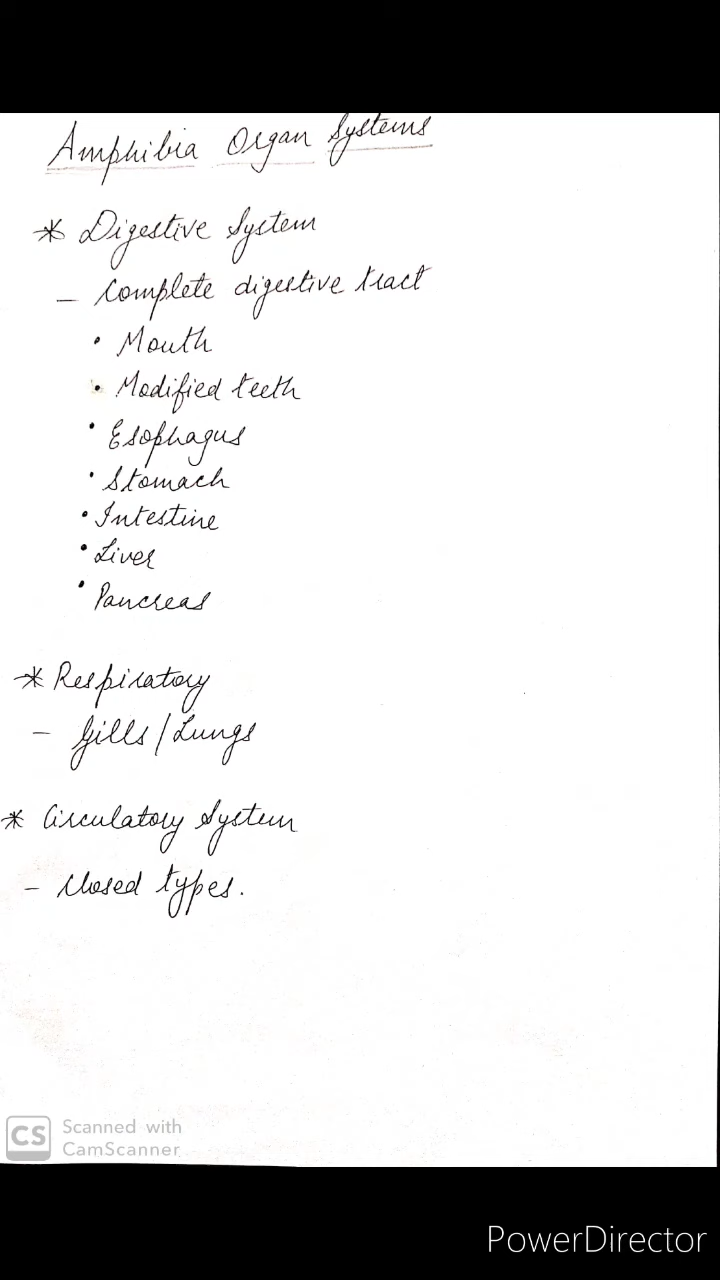 Amphibia Organ Systems
* Digestive System
- Complete digestive tract
• Mouth
• Modified teeth
• Esophagus
• Stomach
• Intestine
• Liver
• Pancreas
* Respiratory
- Gills / Lungs
* Circulatory System
- closed types.
CS Scanned with
CamScanner
PowerDirector